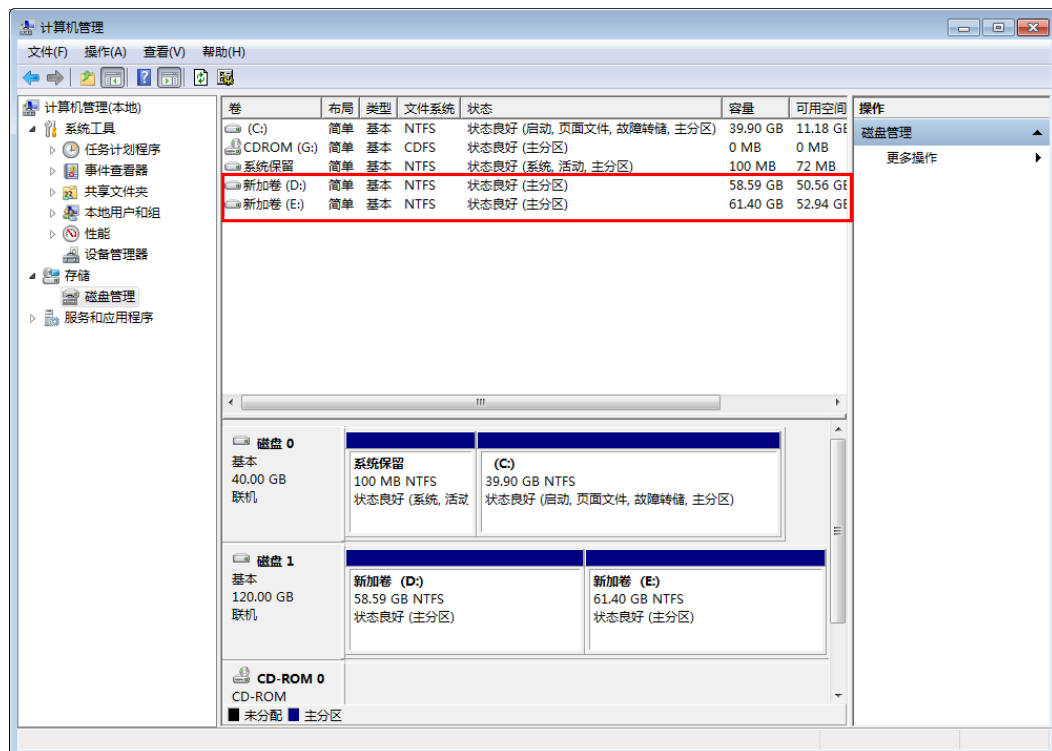 计算机管理
文件(F) 操作(A) 查看(V) 帮助(H)
计算机管理(本地)
系统工具
任务计划程序
事件查看器
共享文件夹
本地用户和组
性能
设备管理器
存储
磁盘管理
服务和应用程序
卷 布局 类型 文件系统 状态 容量 可用空间
(C:) 简单 基本 NTFS 状态良好 (启动, 页面文件, 故障转储, 主分区) 39.90 GB 11.18 GE
CDROM (G:) 简单 基本 CDFS 状态良好 (主分区) 0 MB 0 MB
系统保留 简单 基本 NTFS 状态良好 (系统, 活动, 主分区) 100 MB 72 MB
新加卷 (D:) 简单 基本 NTFS 状态良好 (主分区) 58.59 GB 50.56 GE
新加卷 (E:) 简单 基本 NTFS 状态良好 (主分区) 61.40 GB 52.94 GE
磁盘 0
基本
40.00 GB
联机
系统保留
100 MB NTFS
状态良好 (系统, 活动
(C:)
39.90 GB NTFS
状态良好 (启动, 页面文件, 故障转储, 主分区)
磁盘 1
基本
120.00 GB
联机
新加卷 (D:)
58.59 GB NTFS
状态良好 (主分区)
新加卷 (E:)
61.40 GB NTFS
状态良好 (主分区)
CD-ROM 0
CD-ROM
未分配 主分区
操作
磁盘管理
更多操作